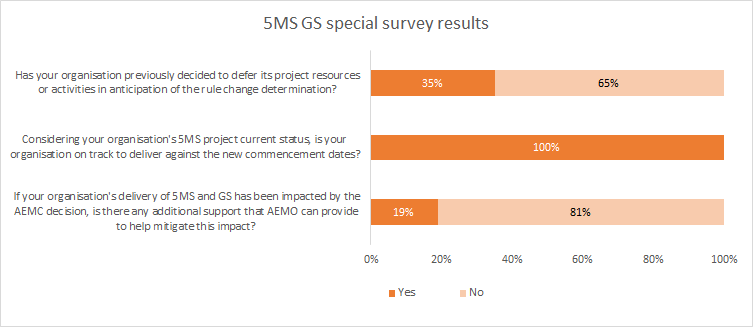 5MS GS special survey results
Has your organisation previously decided to defer its project resources
or activities in anticipation of the rule change determination?
35%
65%
Considering your organisation's 5MS project current status, is your
organisation on track to deliver against the new commencement dates?
100%
If your organisation's delivery of 5MS and GS has been impacted by the
AEMC decision, is there any additional support that AEMO can provide
to help mitigate this impact?
19%
81%
0%
20%
40%
60%
80%
100%
Yes
No